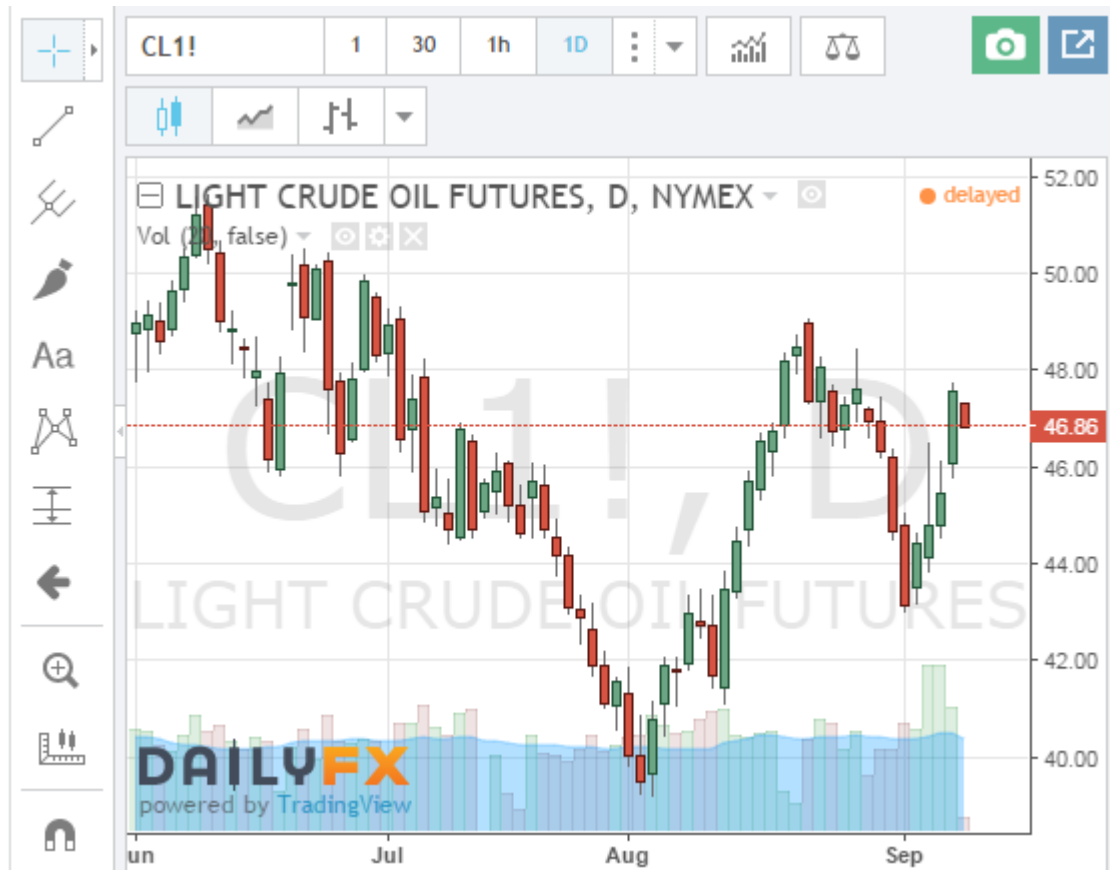 CL1! 1 30 1h 1D
LIGHT CRUDE OIL FUTURES, D, NYMEX
delayed
Vol ( , false)
Aa
52.00
50.00
48.00
46.86
46.00
44.00
42.00
40.00
CL1!, D
LIGHT CRUDE OIL FUTURES
DAILYFX
powered by TradingView
un Jul Aug Sep